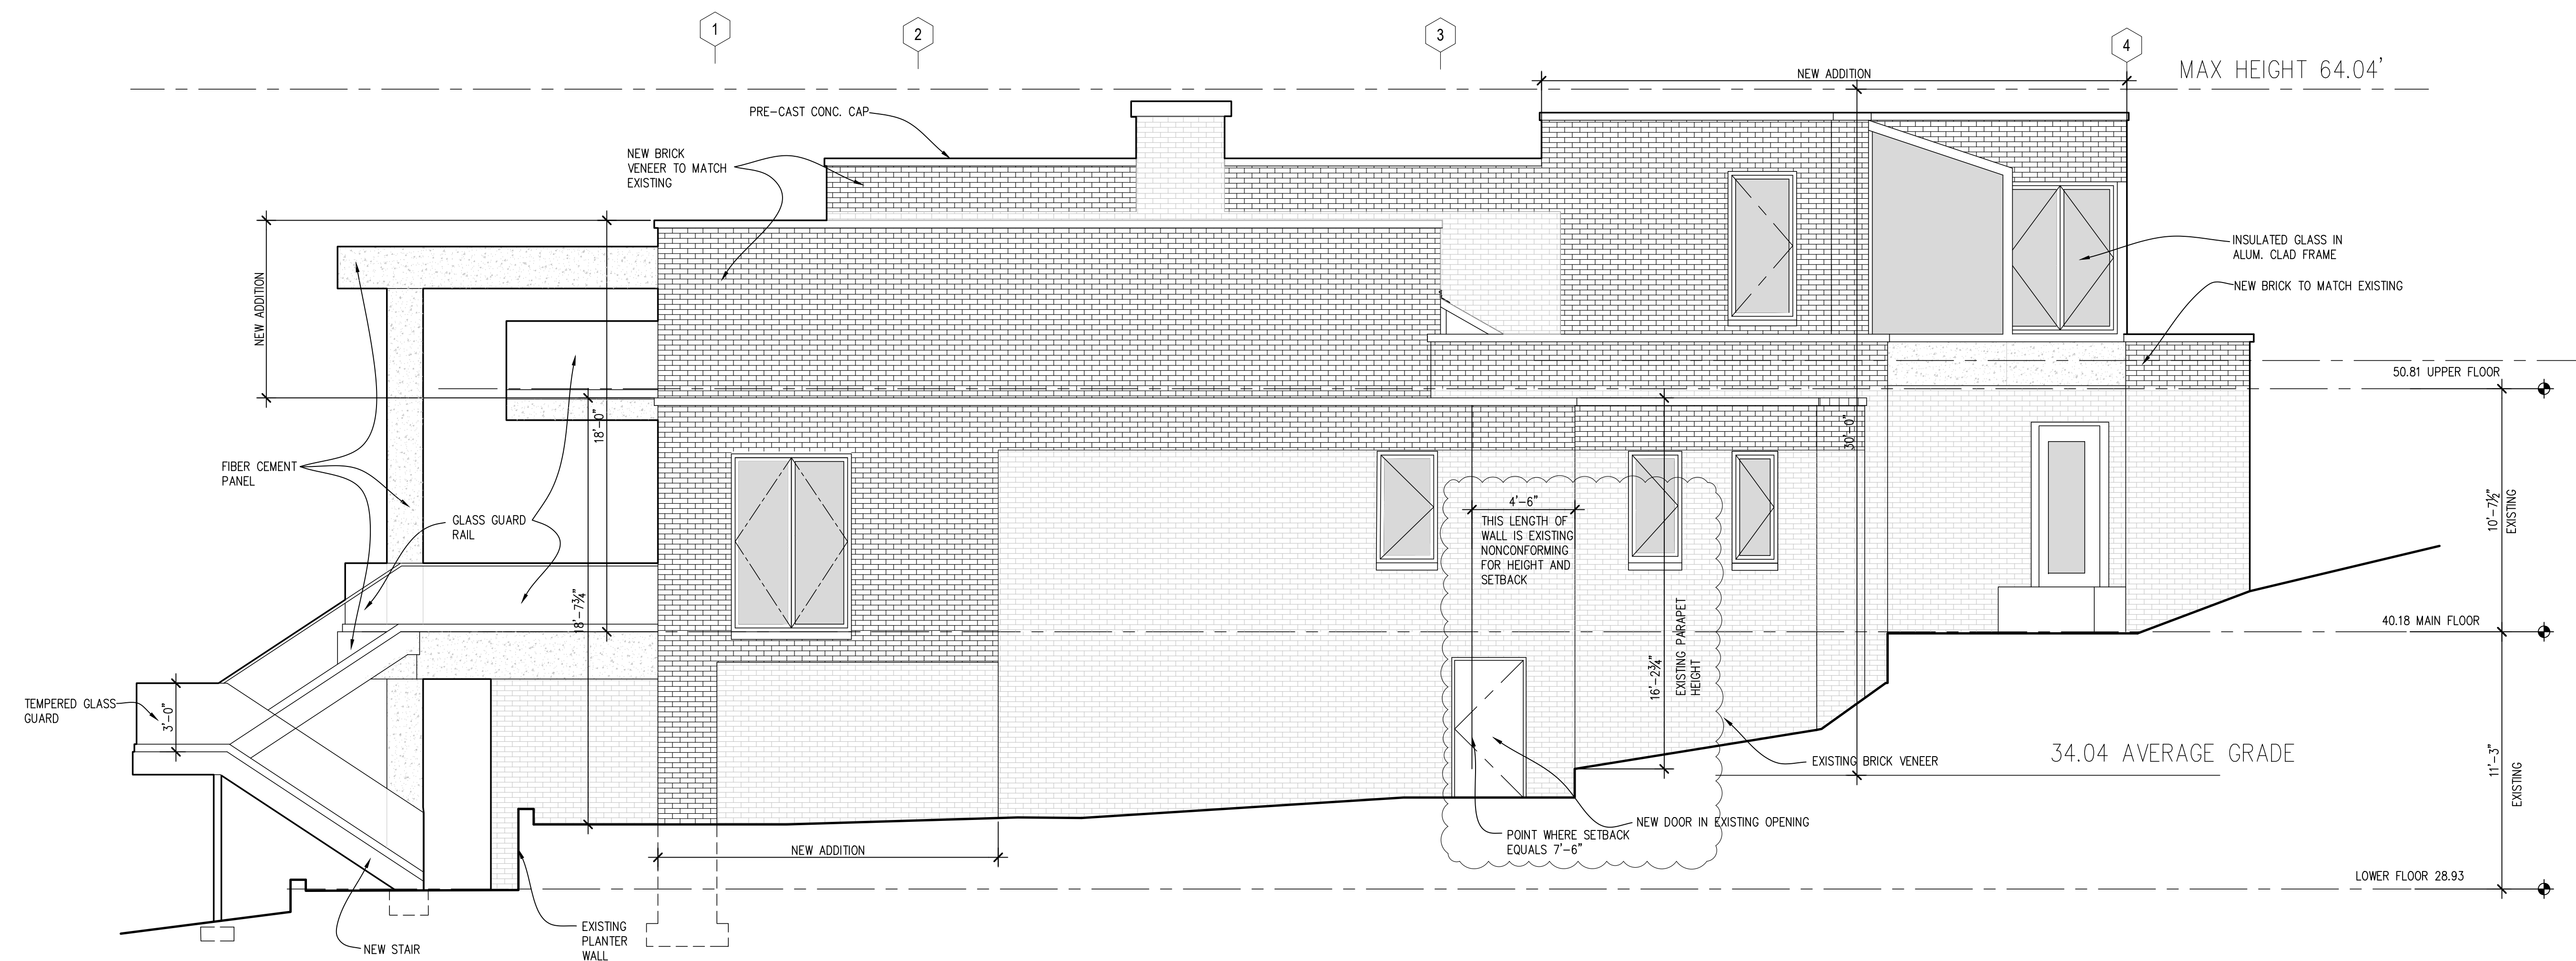 1
2
3
4
NEW ADDITION
MAX HEIGHT 64.04'
PRE-CAST CONC. CAP
NEW BRICK
VENEER TO MATCH
EXISTING
INSULATED GLASS IN
ALUM. CLAD FRAME
NEW BRICK TO MATCH EXISTING
NEW ADDITION
50.81 UPPER FLOOR
18'-0"
30'-0"
FIBER CEMENT
PANEL
GLASS GUARD
RAIL
4'-6"
THIS LENGTH OF
WALL IS EXISTING
NONCONFORMING
FOR HEIGHT AND
SETBACK
10'-7½"
EXISTING
18'-7¾"
16'-2¾"
EXISTING PARAPET
HEIGHT
40.18 MAIN FLOOR
TEMPERED GLASS
GUARD
3'-0"
EXISTING BRICK VENEER
34.04 AVERAGE GRADE
11'-3"
EXISTING
NEW DOOR IN EXISTING OPENING
POINT WHERE SETBACK
EQUALS 7'-6"
NEW ADDITION
LOWER FLOOR 28.93
NEW STAIR
EXISTING
PLANTER
WALL